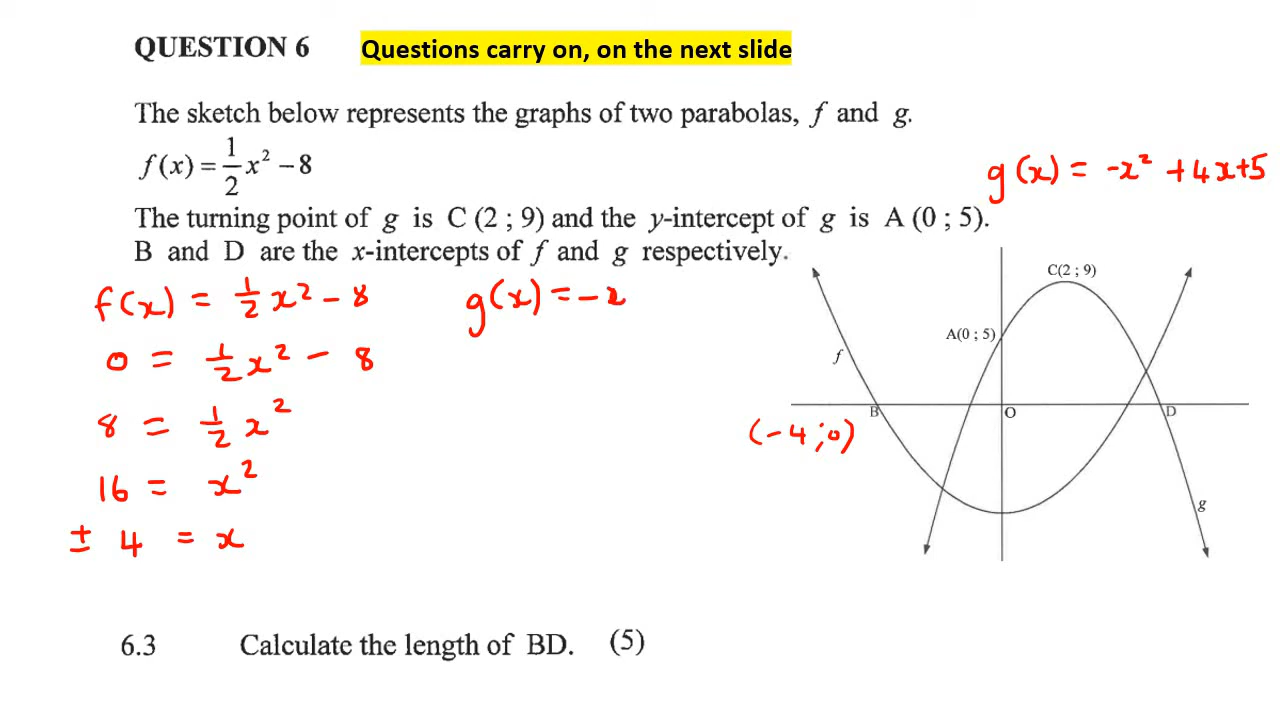 QUESTION 6 Questions carry on, on the next slide
The sketch below represents the graphs of two parabolas, f and g.
f(x) = 1/2 x² − 8
g(x) = -x² + 4x+5
The turning point of g is C (2 ; 9) and the y-intercept of g is A (0 ; 5).
B and D are the x-intercepts of f and g respectively.
f(x) = 1/2 x² - 8
0 = 1/2 x² - 8
8 = 1/2 x²
16 = x²
± 4 = x
g(x) = -x
C(2 ; 9)
A(0 ; 5)
f
B
O
D
(-4 ; 0)
g
6.3 Calculate the length of BD. (5)